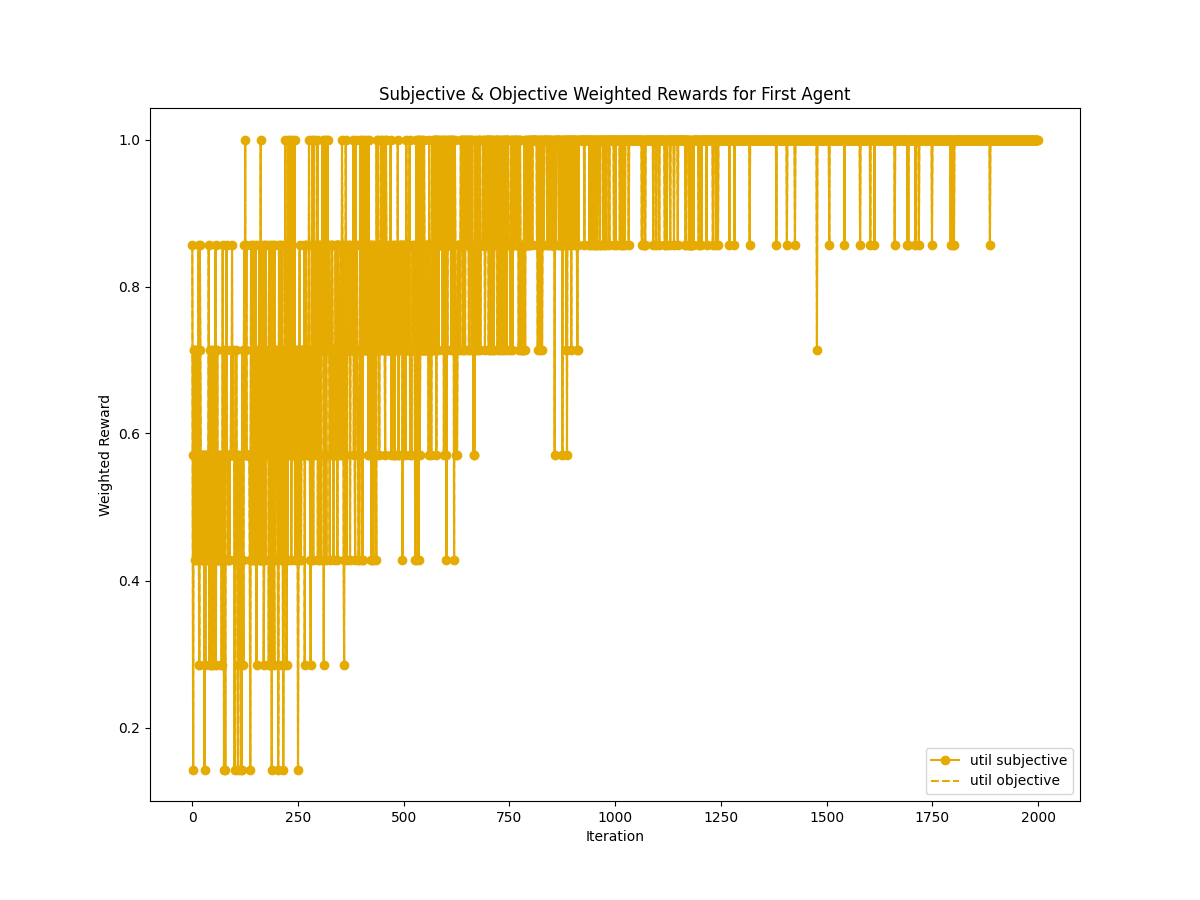 Subjective & Objective Weighted Rewards for First Agent
Weighted Reward
1.0
0.8
0.6
0.4
0.2
util subjective
util objective
0 250 500 750 1000 1250 1500 1750 2000
Iteration